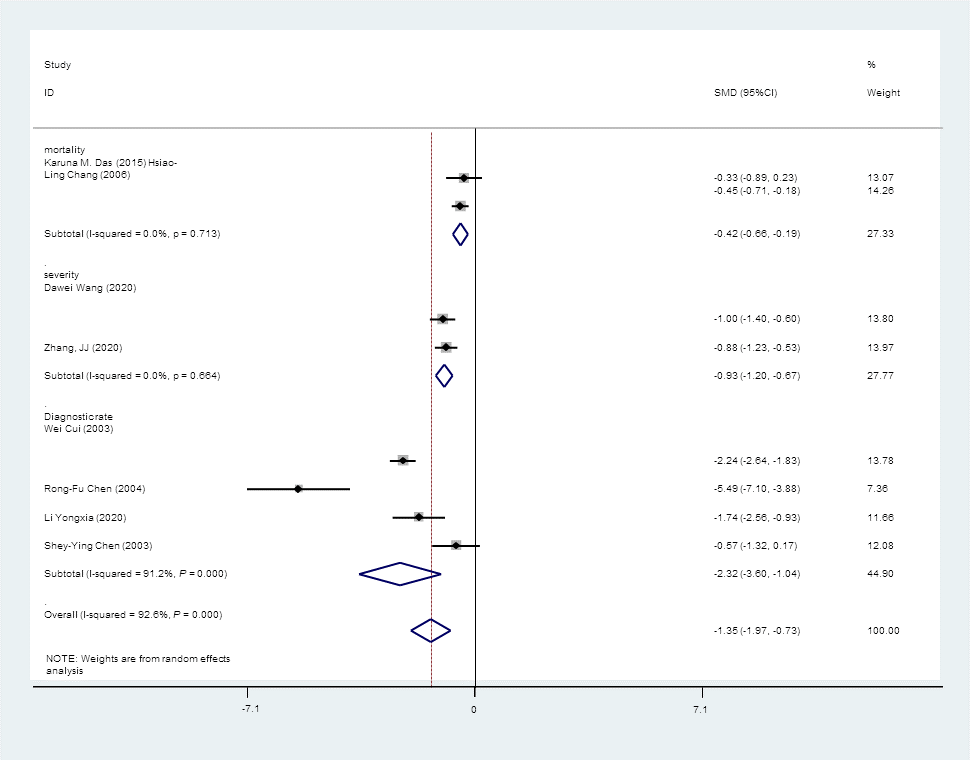 Study %
ID SMD (95%CI) Weight
mortality
Karuna M. Das (2015) Hsiao-
Ling Chang (2006)
-0.33 (-0.89, 0.23) 13.07
-0.45 (-0.71, -0.18) 14.26
Subtotal (I-squared = 0.0%, p = 0.713) -0.42 (-0.66, -0.19) 27.33
.
severity
Dawei Wang (2020)
-1.00 (-1.40, -0.60) 13.80
Zhang, JJ (2020) -0.88 (-1.23, -0.53) 13.97
Subtotal (I-squared = 0.0%, p = 0.664) -0.93 (-1.20, -0.67) 27.77
.
Diagnostic rate
Wei Cui (2003)
-2.24 (-2.64, -1.83) 13.78
Rong-Fu Chen (2004) -5.49 (-7.10, -3.88) 7.36
Li Yongxia (2020) -1.74 (-2.56, -0.93) 11.66
Shey-Ying Chen (2003) -0.57 (-1.32, 0.17) 12.08
Subtotal (I-squared = 91.2%, P = 0.000) -2.32 (-3.60, -1.04) 44.90
.
Overall (I-squared = 92.6%, P = 0.000)
-1.35 (-1.97, -0.73) 100.00
NOTE: Weights are from random effects
analysis
-7.1 0 7.1